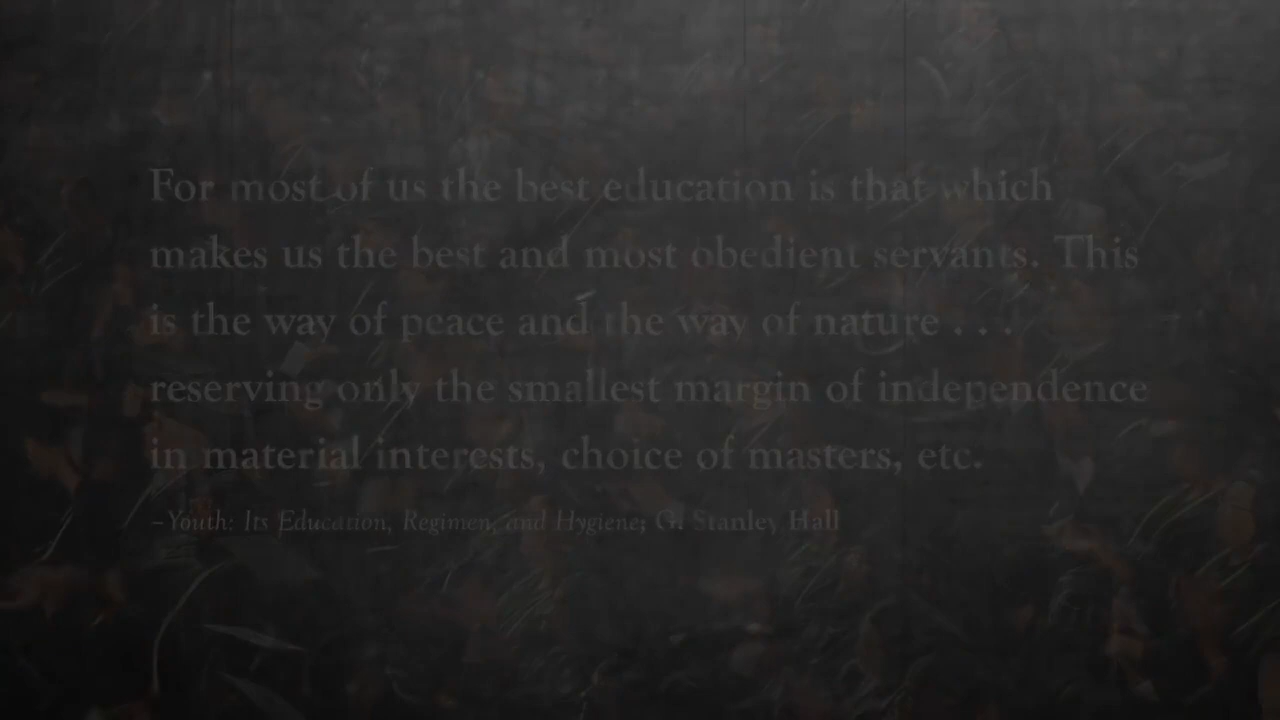 For most of us the best education is that which
makes us the best and most obedient servants. This
is the way of peace and the way of nature . . .
reserving only the smallest margin of independence
in material interests, choice of masters, etc.
–Youth: Its Education, Regimen, and Hygiene; G. Stanley Hall